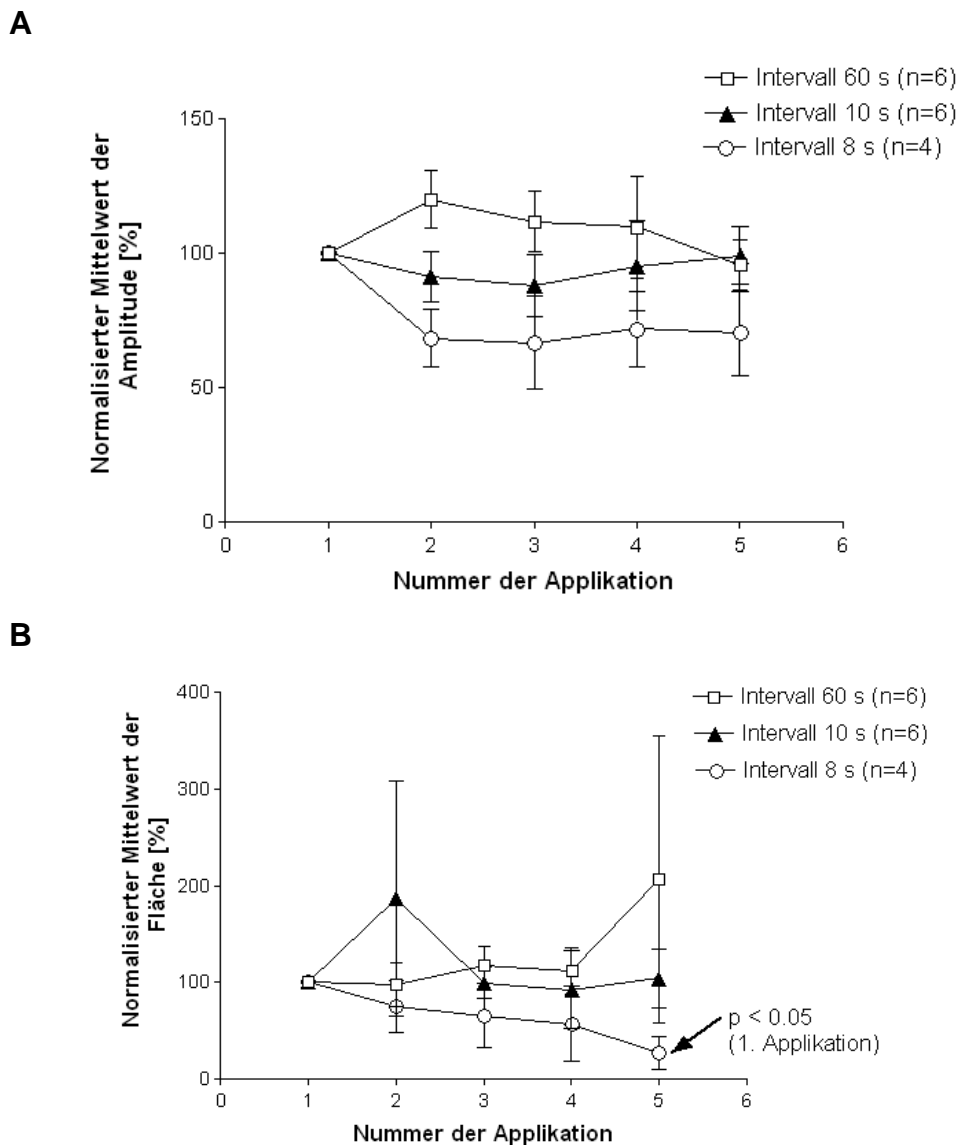 A
Intervall 60 s (n=6)
Intervall 10 s (n=6)
Intervall 8 s (n=4)
Normalisierter Mittelwert der
Amplitude [%]
150
100
50
0
0 1 2 3 4 5 6
Nummer der Applikation
B
Intervall 60 s (n=6)
Intervall 10 s (n=6)
Intervall 8 s (n=4)
Normalisierter Mittelwert der
Fläche [%]
400
300
200
100
0
p < 0.05
(1. Applikation)
0 1 2 3 4 5 6
Nummer der Applikation